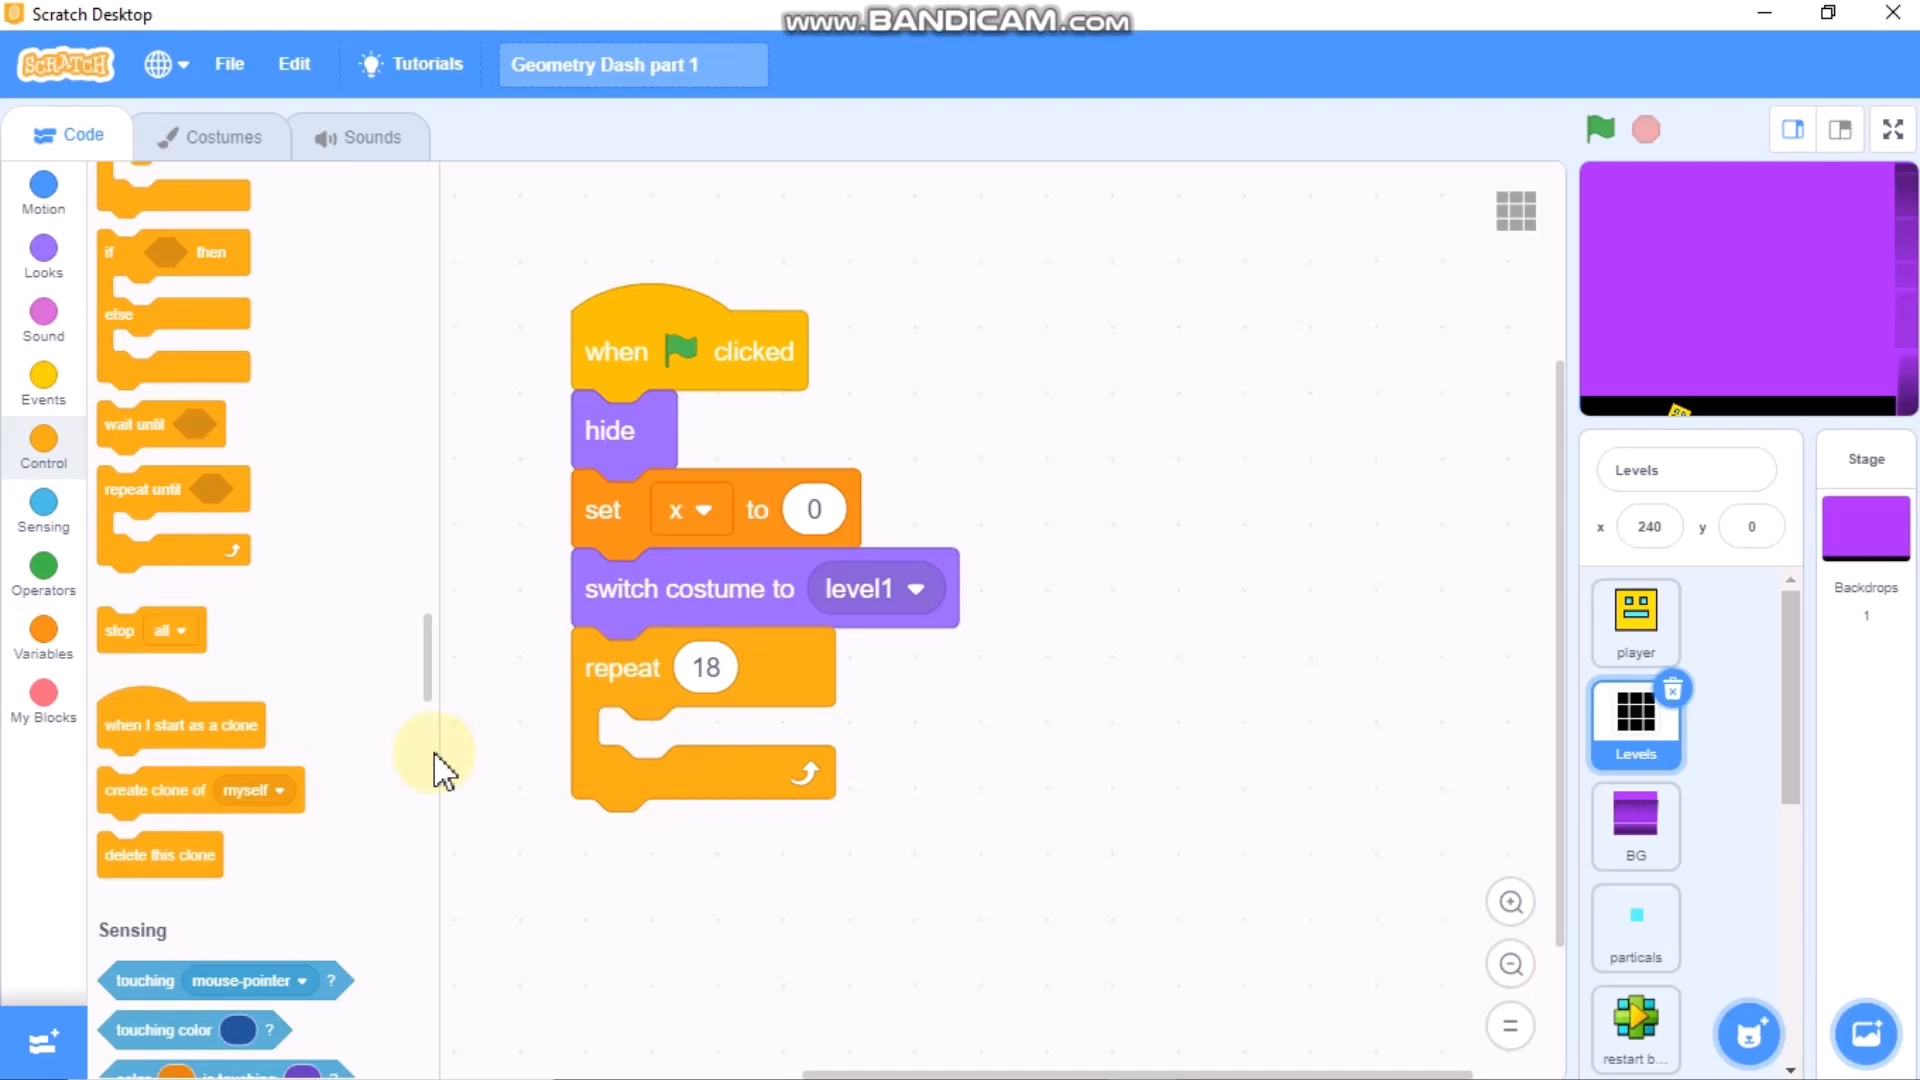 Scratch Desktop
www.BANDICAM.com
SCRATCH
File
Edit
Tutorials
Geometry Dash part 1
Code
Costumes
Sounds
Motion
Looks
Sound
Events
Control
Sensing
Operators
Variables
My Blocks
if then
else
wait until
repeat until
stop all
when I start as a clone
create clone of myself
delete this clone
Sensing
touching mouse-pointer ?
touching color ?
when clicked
hide
set x to 0
switch costume to level1
repeat 18
Levels
x 240 y 0
player
Levels
BG
particals
restart b...
Stage
Backdrops
1